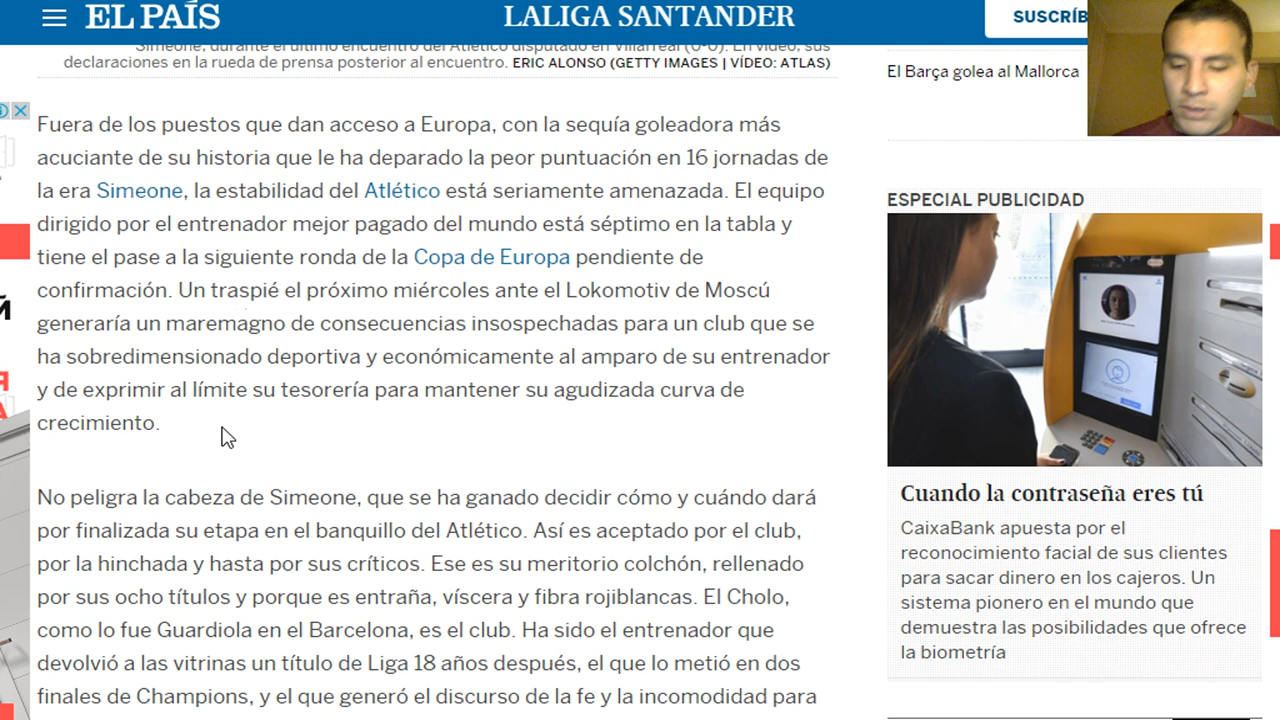 EL PAÍS
LALIGA SANTANDER
SUSCRÍB
Simeone, durante el último encuentro del Atlético disputado en Villarreal (0-0). En vídeo, sus
declaraciones en la rueda de prensa posterior al encuentro. ERIC ALONSO (GETTY IMAGES | VÍDEO: ATLAS)
Fuera de los puestos que dan acceso a Europa, con la sequía goleadora más
acuciante de su historia que le ha deparado la peor puntuación en 16 jornadas de
la era Simeone, la estabilidad del Atlético está seriamente amenazada. El equipo
dirigido por el entrenador mejor pagado del mundo está séptimo en la tabla y
tiene el pase a la siguiente ronda de la Copa de Europa pendiente de
confirmación. Un traspié el próximo miércoles ante el Lokomotiv de Moscú
generaría un maremagno de consecuencias insospechadas para un club que se
ha sobredimensionado deportiva y económicamente al amparo de su entrenador
y de exprimir al límite su tesorería para mantener su agudizada curva de
crecimiento.
No peligra la cabeza de Simeone, que se ha ganado decidir cómo y cuándo dará
por finalizada su etapa en el banquillo del Atlético. Así es aceptado por el club,
por la hinchada y hasta por sus críticos. Ese es su meritorio colchón, rellenado
por sus ocho títulos y porque es entraña, víscera y fibra rojiblancas. El Cholo,
como lo fue Guardiola en el Barcelona, es el club. Ha sido el entrenador que
devolvió a las vitrinas un título de Liga 18 años después, el que lo metió en dos
finales de Champions, y el que generó el discurso de la fe y la incomodidad para
El Barça golea al Mallorca
ESPECIAL PUBLICIDAD
Cuando la contraseña eres tú
CaixaBank apuesta por el
reconocimiento facial de sus clientes
para sacar dinero en los cajeros. Un
sistema pionero en el mundo que
demuestra las posibilidades que ofrece
la biometría